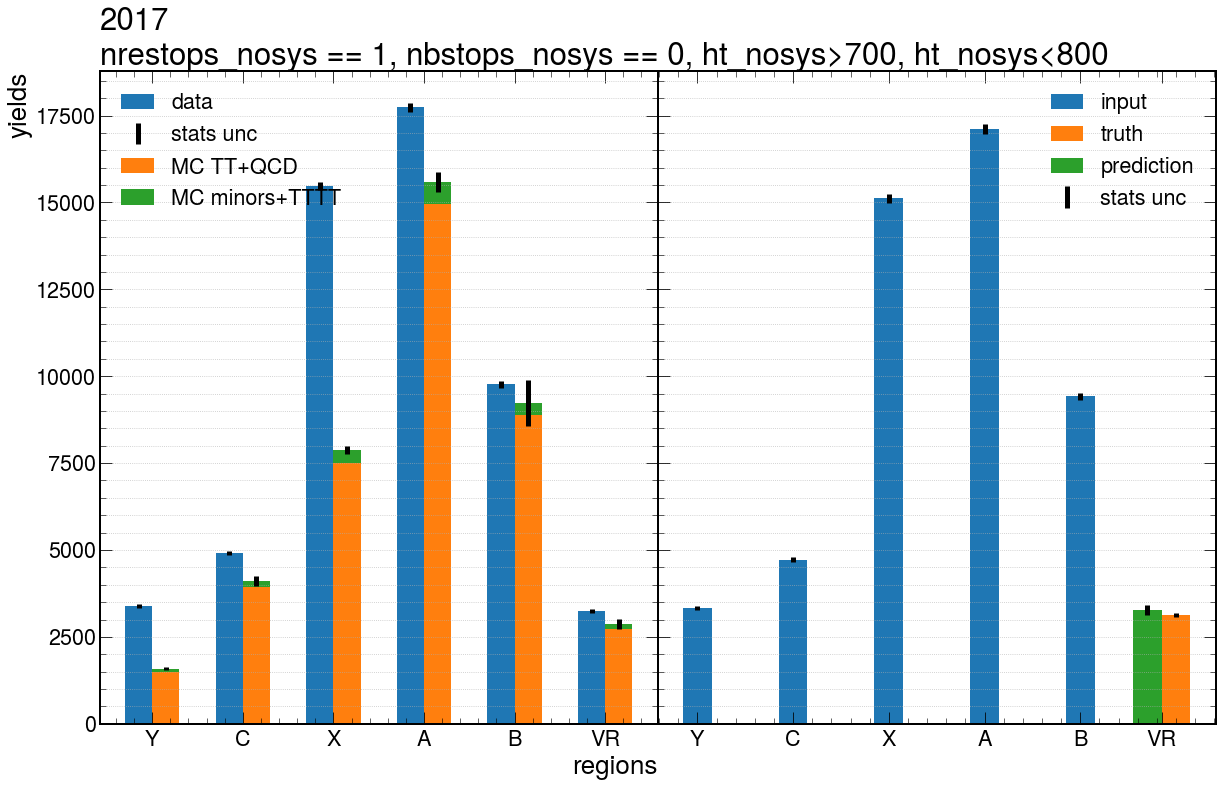 2017
nrestops_nosys == 1, nbstops_nosys == 0, ht_nosys>700, ht_nosys<800
yields
17500
15000
12500
10000
7500
5000
2500
0
data
stats unc
MC TT+QCD
MC minors+TTTT
input
truth
prediction
stats unc
Y C X A B VR Y C X A B VR
regions